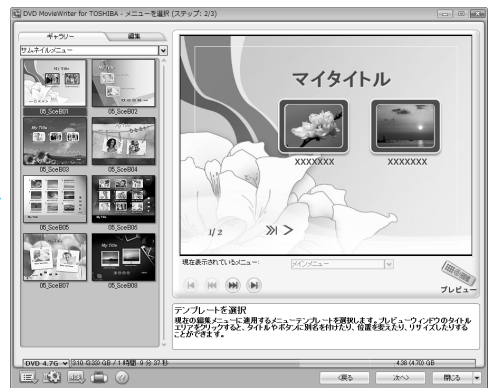 DVD MovieWriter for TOSHIBA - メニューを選択 (ステップ: 2/3)
ギャラリー
編集
サムネイルメニュー
My Title
05_SceB01
05_SceB02
My Title
05_SceB03
05_SceB04
05_SceB05
05_SceB06
My Title
My Title
05_SceB07
05_SceB08
マイタイトル
XXXXXXX
XXXXXXX
1/2
現在表示されているメニュー:
メインメニュー
プレビュー
テンプレートを選択
現在の編集メニューに適用するメニューテンプレートを選択します。プレビューウィンドウのタイトル
エリアをクリックすると、タイトルやボタンに別名を付けたり、位置を変えたり、リサイズしたりする
ことができます。
DVD 4.7G
4.38 (4.70) GB
<戻る
次へ>
閉じる